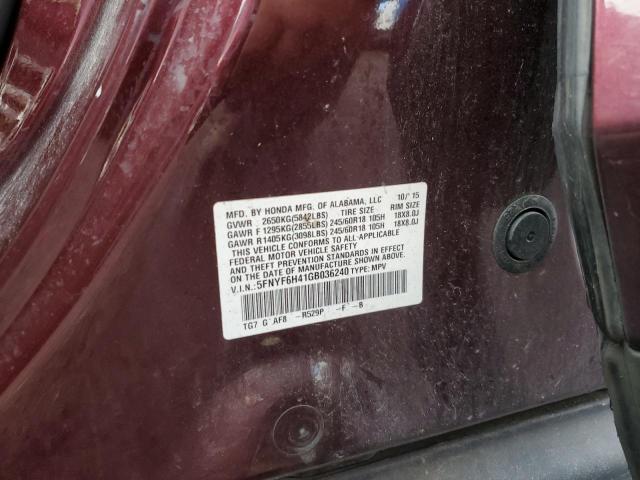 MFD. BY HONDA MFG. OF ALABAMA, LLC 10/'15
GVWR 2650KG(5842LBS) TIRE SIZE RIM SIZE
GAWR F 1295KG(2855LBS) 245/60R18 105H 18X8.0J
GAWR R 1405KG(3098LBS) 245/60R18 105H 18X8.0J
THIS VEHICLE CONFORMS TO ALL APPLICABLE
FEDERAL MOTOR VEHICLE SAFETY, BUMPER,
AND THEFT PREVENTION STANDARDS IN EFFECT
ON THE DATE OF MANUFACTURE SHOWN ABOVE.
V.I.N.: 5FNYF6H41GB036240 TYPE: MPV
TG7 G AF8 -R529P -F -B